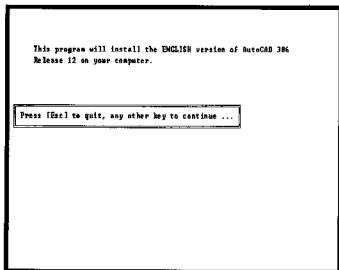 This program will install the ENGLISH version of AutoCAD 386
Release 12 on your computer.
Press [Esc] to quit, any other key to continue ...